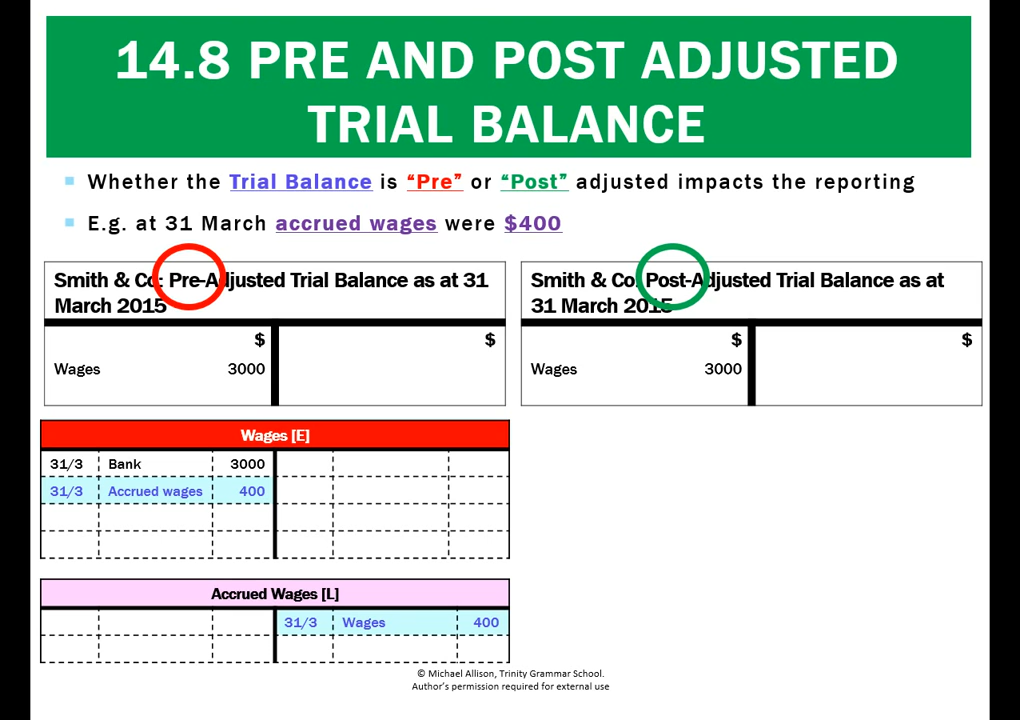 14.8 PRE AND POST ADJUSTED
TRIAL BALANCE
Whether the Trial Balance is “Pre” or “Post” adjusted impacts the reporting
E.g. at 31 March accrued wages were $400
Smith & Co: Pre-Adjusted Trial Balance as at 31
March 2015
$ $
Wages 3000
Smith & Co: Post-Adjusted Trial Balance as at
31 March 2015
$ $
Wages 3000
Wages [E]
31/3 Bank 3000
31/3 Accrued wages 400
Accrued Wages [L]
31/3 Wages 400
© Michael Allison, Trinity Grammar School.
Author’s permission required for external use